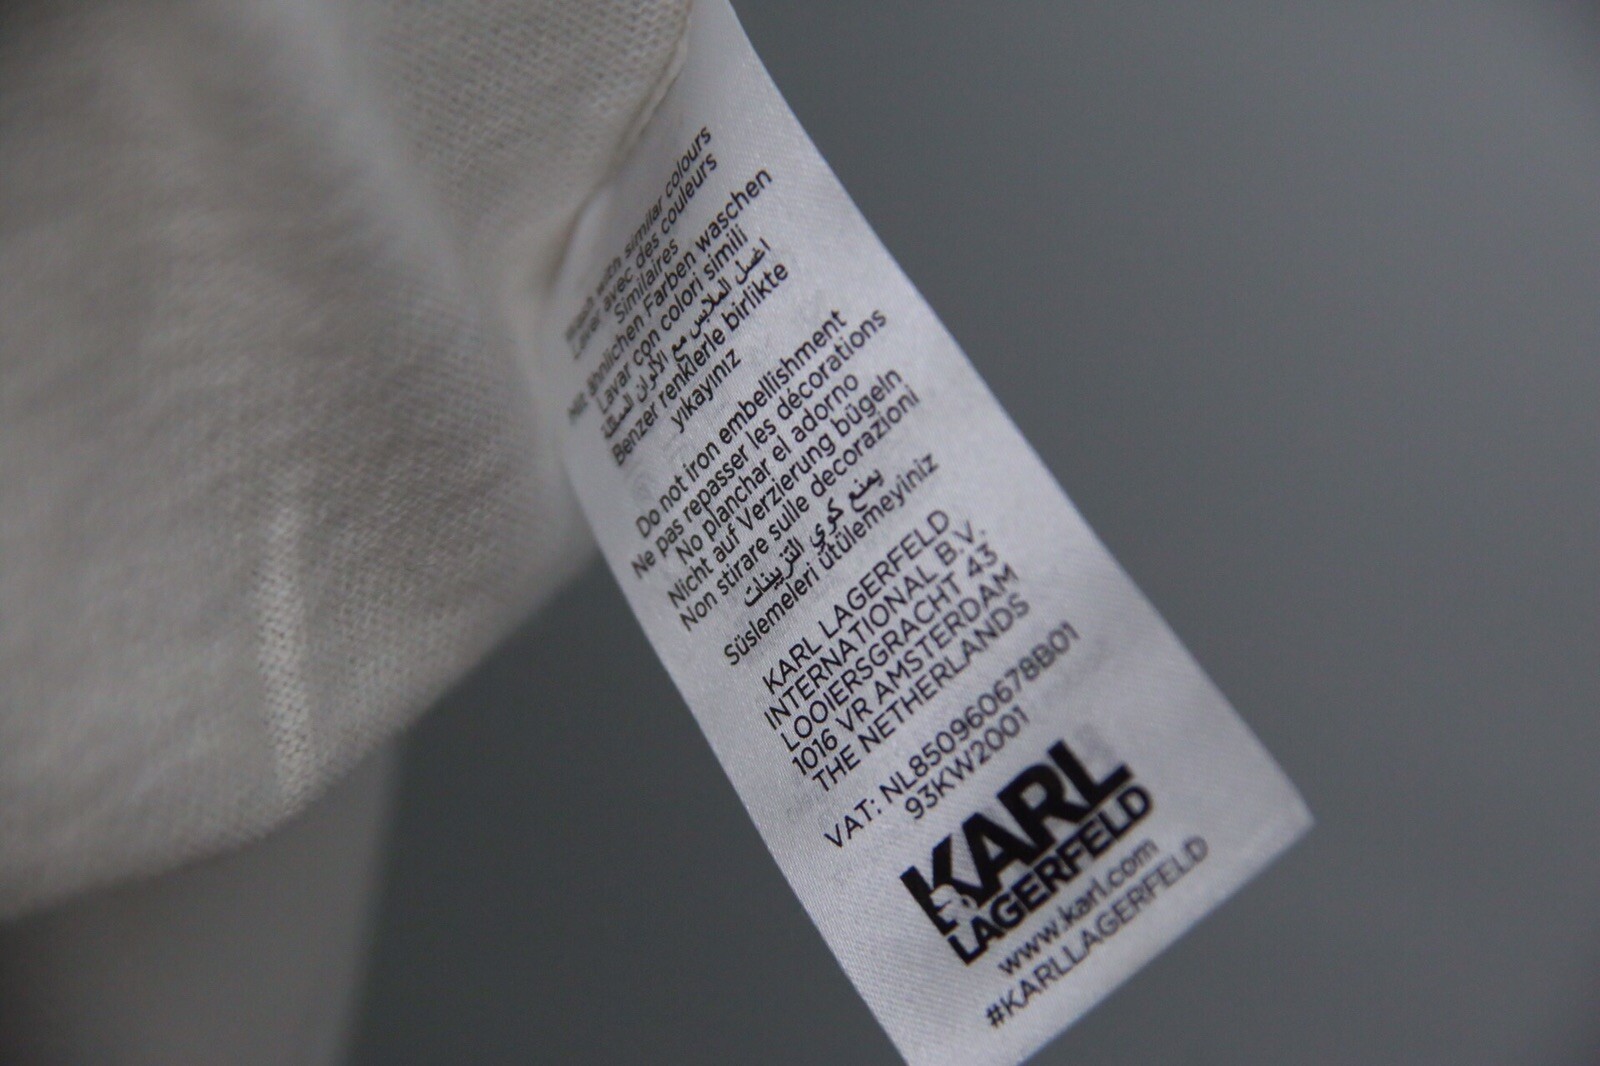 Wash with similar colours
Laver avec des couleurs
Similaires
Mit ähnlichen Farben waschen
Lavar con colori simili
اغسل الملابس مع الألوان
Benzer renklerle birlikte
yıkayınız
Do not iron embellishment
Ne pas repasser les décorations
No planchar el adorno
Nicht auf Verzierung bügeln
Non stirare sulle decorazioni
يمنع كوي التزيينات
Süslemeleri ütülemeyiniz
KARL LAGERFELD
INTERNATIONAL B.V.
LOOIERSGRACHT 43
1016 VR AMSTERDAM
THE NETHERLANDS
VAT: NL850960678B01
93KW2001
KARL
LAGERFELD
www.karl.com
#KARLLAGERFELD